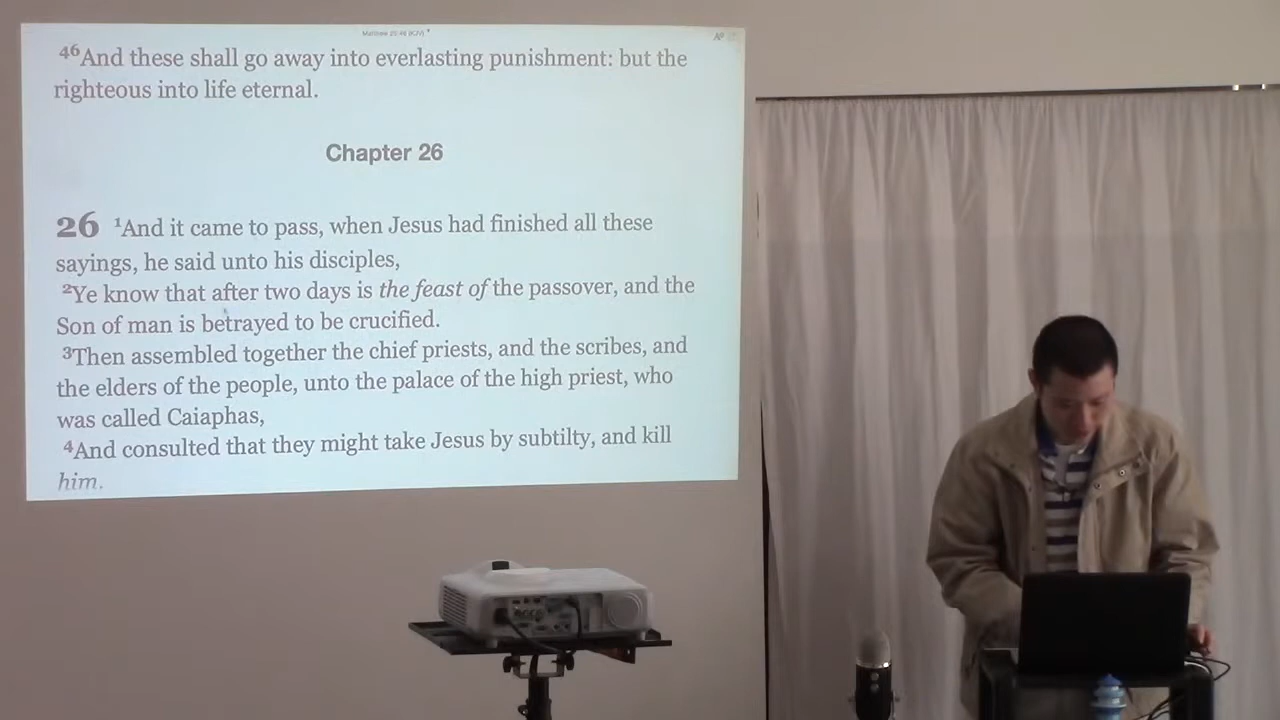 Matthew 25:46 (KJV)
46And these shall go away into everlasting punishment: but the
righteous into life eternal.
Chapter 26
26 1And it came to pass, when Jesus had finished all these
sayings, he said unto his disciples,
2Ye know that after two days is the feast of the passover, and the
Son of man is betrayed to be crucified.
3Then assembled together the chief priests, and the scribes, and
the elders of the people, unto the palace of the high priest, who
was called Caiaphas,
4And consulted that they might take Jesus by subtilty, and kill
him.